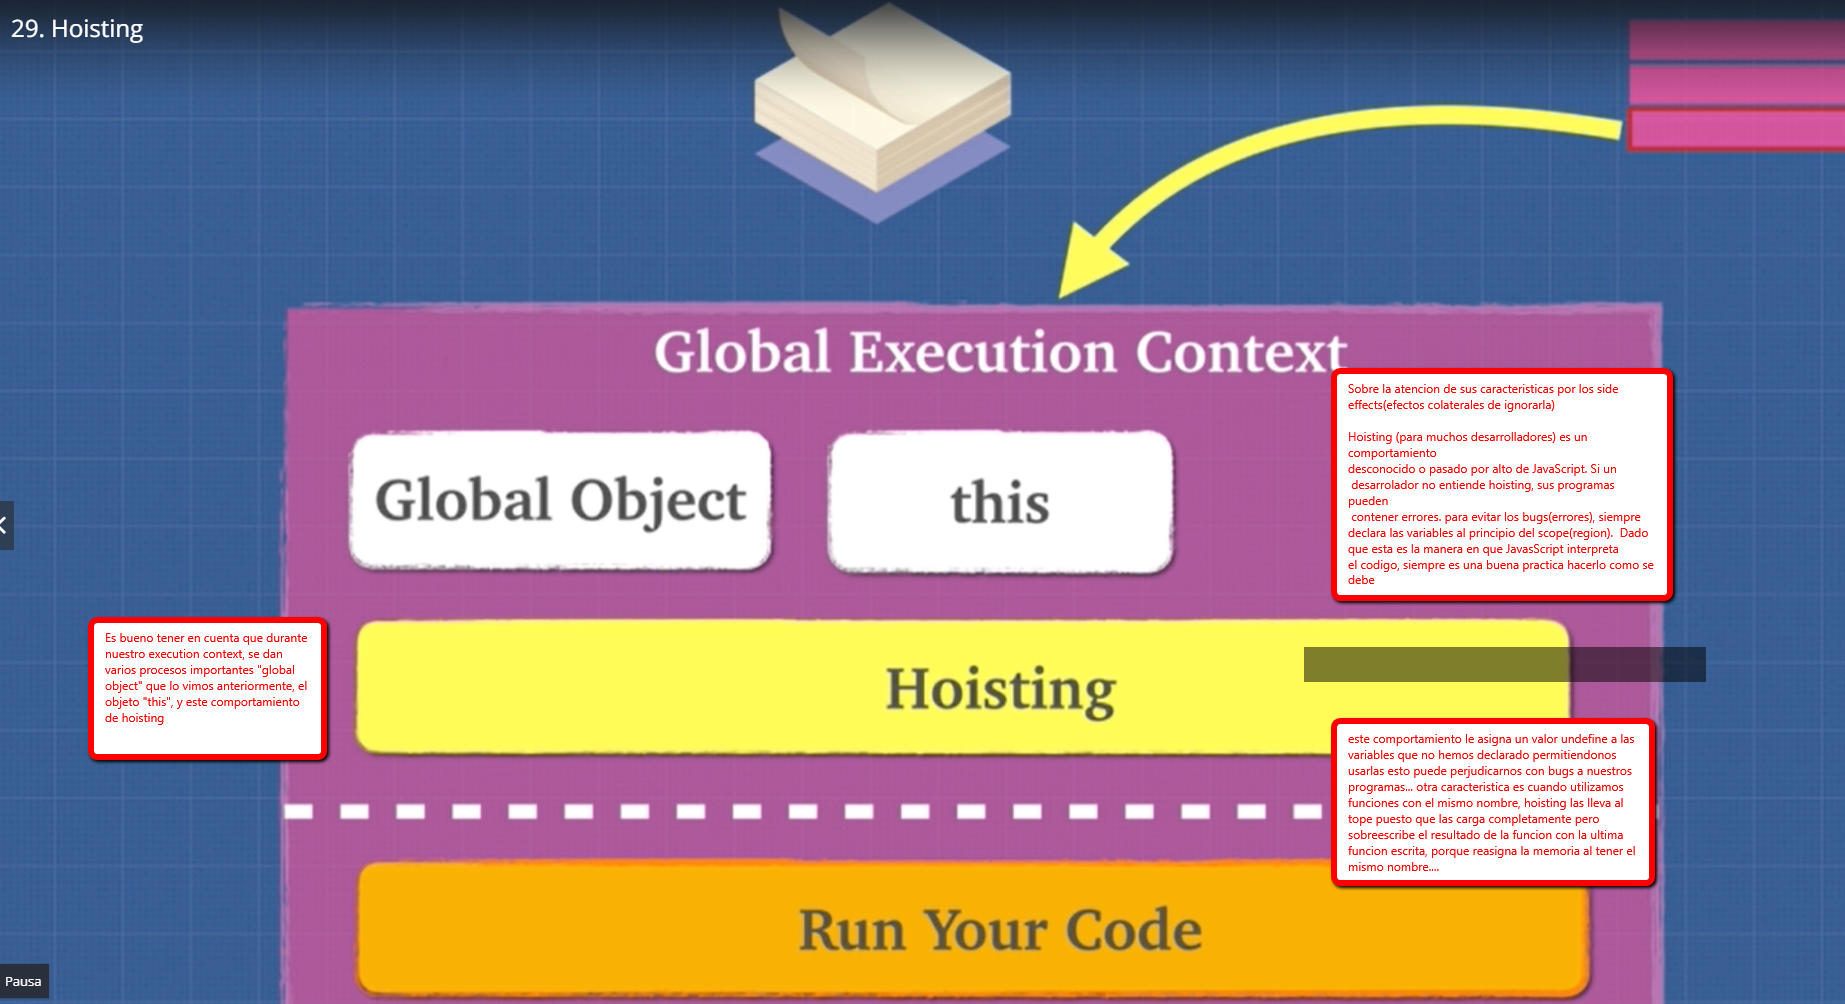 29. Hoisting
Global Execution Context
Global Object
this
Sobre la atencion de sus caracteristicas por los side
effects(efectos colaterales de ignorarla)
Hoisting (para muchos desarrolladores) es un
comportamiento
desconocido o pasado por alto de JavaScript. Si un
desarrolador no entiende hoisting, sus programas
pueden
contener errores. para evitar los bugs(errores), siempre
declara las variables al principio del scope(region). Dado
que esta es la manera en que JavasScript interpreta
el codigo, siempre es una buena practica hacerlo como se
debe
Es bueno tener en cuenta que durante
nuestro execution context, se dan
varios procesos importantes "global
object" que lo vimos anteriormente, el
objeto "this", y este comportamiento
de hoisting
Hoisting
este comportamiento le asigna un valor undefine a las
variables que no hemos declarado permitiendonos
usarlas esto puede perjudicarnos con bugs a nuestros
programas... otra caracteristica es cuando utilizamos
funciones con el mismo nombre, hoisting las lleva al
tope puesto que las carga completamente pero
sobreescribe el resultado de la funcion con la ultima
funcion escrita, porque reasigna la memoria al tener el
mismo nombre....
Run Your Code
Pausa